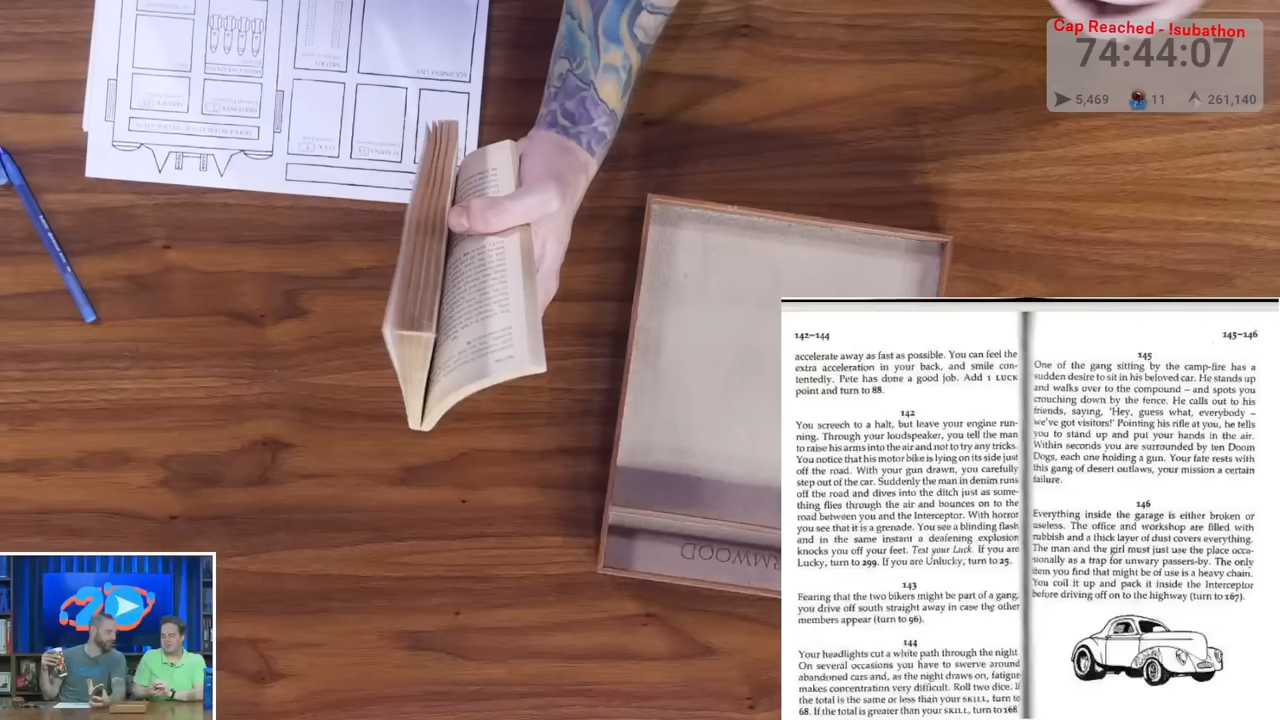 Cap Reached - !subathon
74:44:07
5,469
11
261,140
EQUIPMENT LIST
LUCK
STAMINA
RMWOOD
142–144
accelerate away as fast as possible. You can feel the
extra acceleration in your back, and smile con-
tentedly. Pete has done a good job. Add 1 LUCK
point and turn to 88.
142
You screech to a halt, but leave your engine run-
ning. Through your loudspeaker, you tell the man
to raise his arms into the air and not to try any tricks.
You notice that his motor bike is lying on its side just
off the road. With your gun drawn, you carefully
step out of the car. Suddenly the man in denim runs
off the road and dives into the ditch just as some-
thing flies through the air and bounces on to the
road between you and the Interceptor. With horror
you see that it is a grenade. You see a blinding flash
and in the same instant a deafening explosion
knocks you off your feet. Test your Luck. If you are
Lucky, turn to 299. If you are Unlucky, turn to 25.
143
Fearing that the two bikers might be part of a gang,
you drive off south straight away in case the other
members appear (turn to 96).
144
Your headlights cut a white path through the night.
On several occasions you have to swerve around
abandoned cars and, as the night draws on, fatigue
makes concentration very difficult. Roll two dice. If
the total is the same or less than your SKILL, turn to
68. If the total is greater than your SKILL, turn to 168.
145–146
145
One of the gang sitting by the camp-fire has a
sudden desire to sit in his beloved car. He stands up
and walks over to the compound – and spots you
crouching down by the fence. He calls out to his
friends, saying, 'Hey, guess what, everybody –
we've got visitors!' Pointing his rifle at you, he tells
you to stand up and put your hands in the air.
Within seconds you are surrounded by ten Doom
Dogs, each one holding a gun. Your fate rests with
this gang of desert outlaws, your mission a certain
failure.
146
Everything inside the garage is either broken or
useless. The office and workshop are filled with
rubbish and a thick layer of dust covers everything.
The man and the girl must just use the place occa-
sionally as a trap for unwary passers-by. The only
item you find that might be of use is a heavy chain.
You coil it up and pack it inside the Interceptor
before driving off on to the highway (turn to 167).